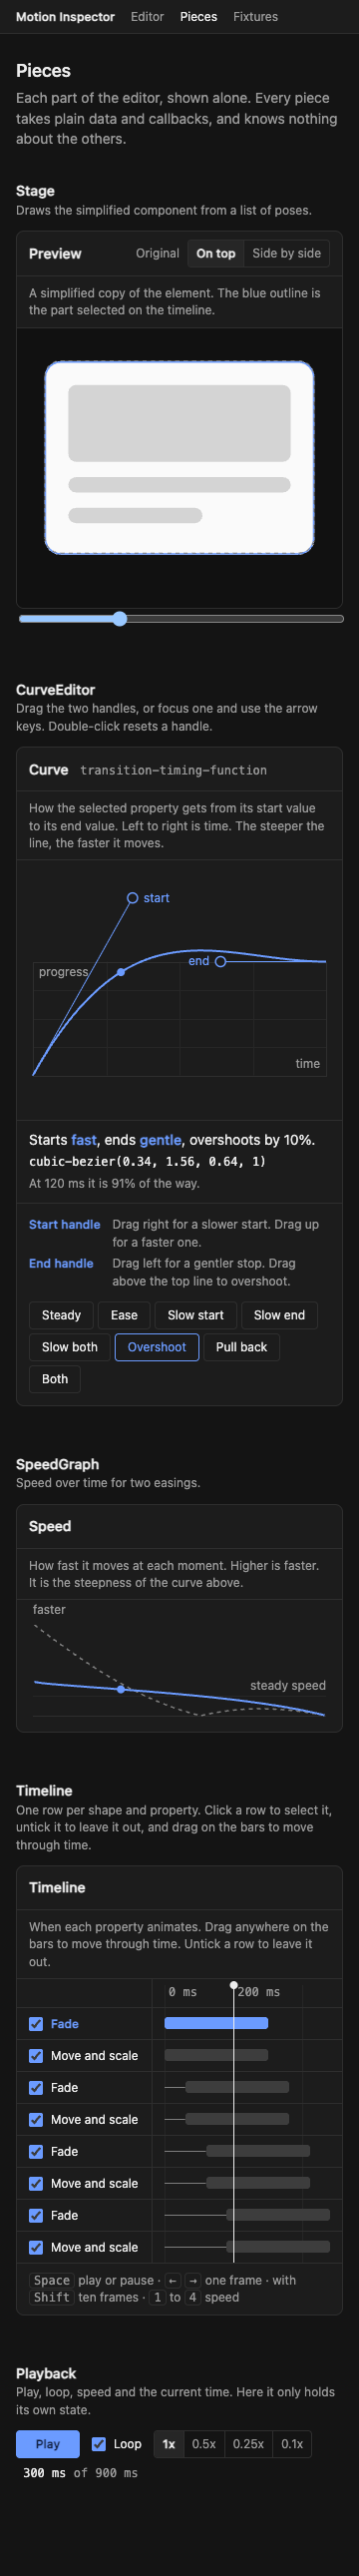 Motion Inspector Editor Pieces Fixtures
Pieces
Each part of the editor, shown alone. Every piece
takes plain data and callbacks, and knows nothing
about the others.
Stage
Draws the simplified component from a list of poses.
Preview Original On top Side by side
A simplified copy of the element. The blue outline is
the part selected on the timeline.
CurveEditor
Drag the two handles, or focus one and use the arrow
keys. Double-click resets a handle.
Curve transition-timing-function
How the selected property gets from its start value
to its end value. Left to right is time. The steeper the
line, the faster it moves.
start
end
progress
time
Starts fast, ends gentle, overshoots by 10%.
cubic-bezier(0.34, 1.56, 0.64, 1)
At 120 ms it is 91% of the way.
Start handle Drag right for a slower start. Drag up
for a faster one.
End handle Drag left for a gentler stop. Drag
above the top line to overshoot.
Steady Ease Slow start Slow end
Slow both Overshoot Pull back
Both
SpeedGraph
Speed over time for two easings.
Speed
How fast it moves at each moment. Higher is faster.
It is the steepness of the curve above.
faster
steady speed
Timeline
One row per shape and property. Click a row to select it,
untick it to leave it out, and drag on the bars to move
through time.
Timeline
When each property animates. Drag anywhere on the
bars to move through time. Untick a row to leave it
out.
0 ms 200 ms
Fade
Move and scale
Fade
Move and scale
Fade
Move and scale
Fade
Move and scale
Space play or pause · ← → one frame · with
Shift ten frames · 1 to 4 speed
Playback
Play, loop, speed and the current time. Here it only holds
its own state.
Play Loop 1x 0.5x 0.25x 0.1x
300 ms of 900 ms